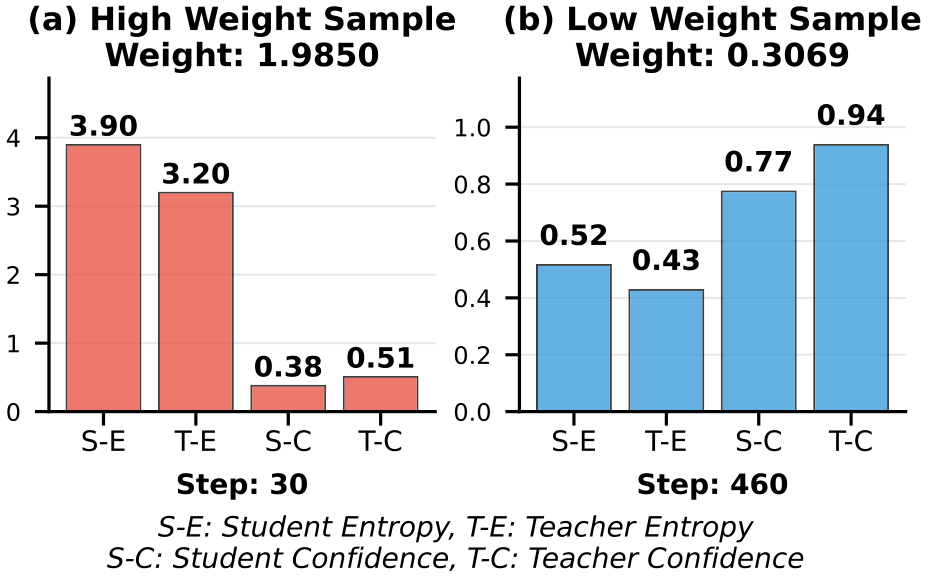 (a) High Weight Sample
Weight: 1.9850
4
3
2
1
0
3.90
3.20
0.38
0.51
S-E
T-E
S-C
T-C
Step: 30
(b) Low Weight Sample
Weight: 0.3069
1.0
0.8
0.6
0.4
0.2
0.0
0.52
0.43
0.77
0.94
S-E
T-E
S-C
T-C
Step: 460
S-E: Student Entropy, T-E: Teacher Entropy
S-C: Student Confidence, T-C: Teacher Confidence